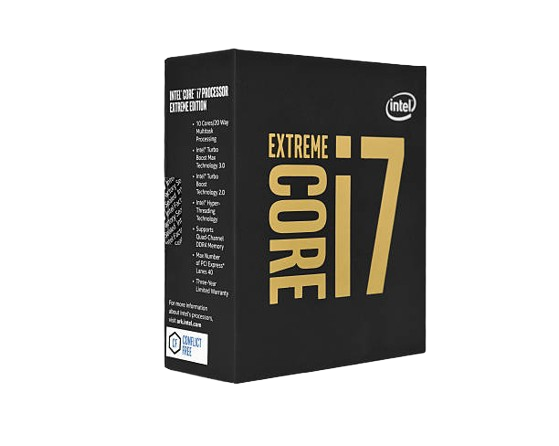 INTEL® CORE™ i7 PROCESSOR
EXTREME EDITION
• 10 Cores/20 Way
Multitask
Processing
• Intel® Turbo
Boost Max
Technology 3.0
• Intel® Turbo
Boost
Technology 2.0
• Intel® Hyper-
Threading
Technology
• Supports
Quad-Channel
DDR4 Memory
• Max Number
of PCI Express®
Lanes 40
• Three-Year
Limited Warranty
For more information
about Intel's processors,
visit ark.intel.com
CF
CONFLICT
FREE
intel
EXTREME
CORE
i7